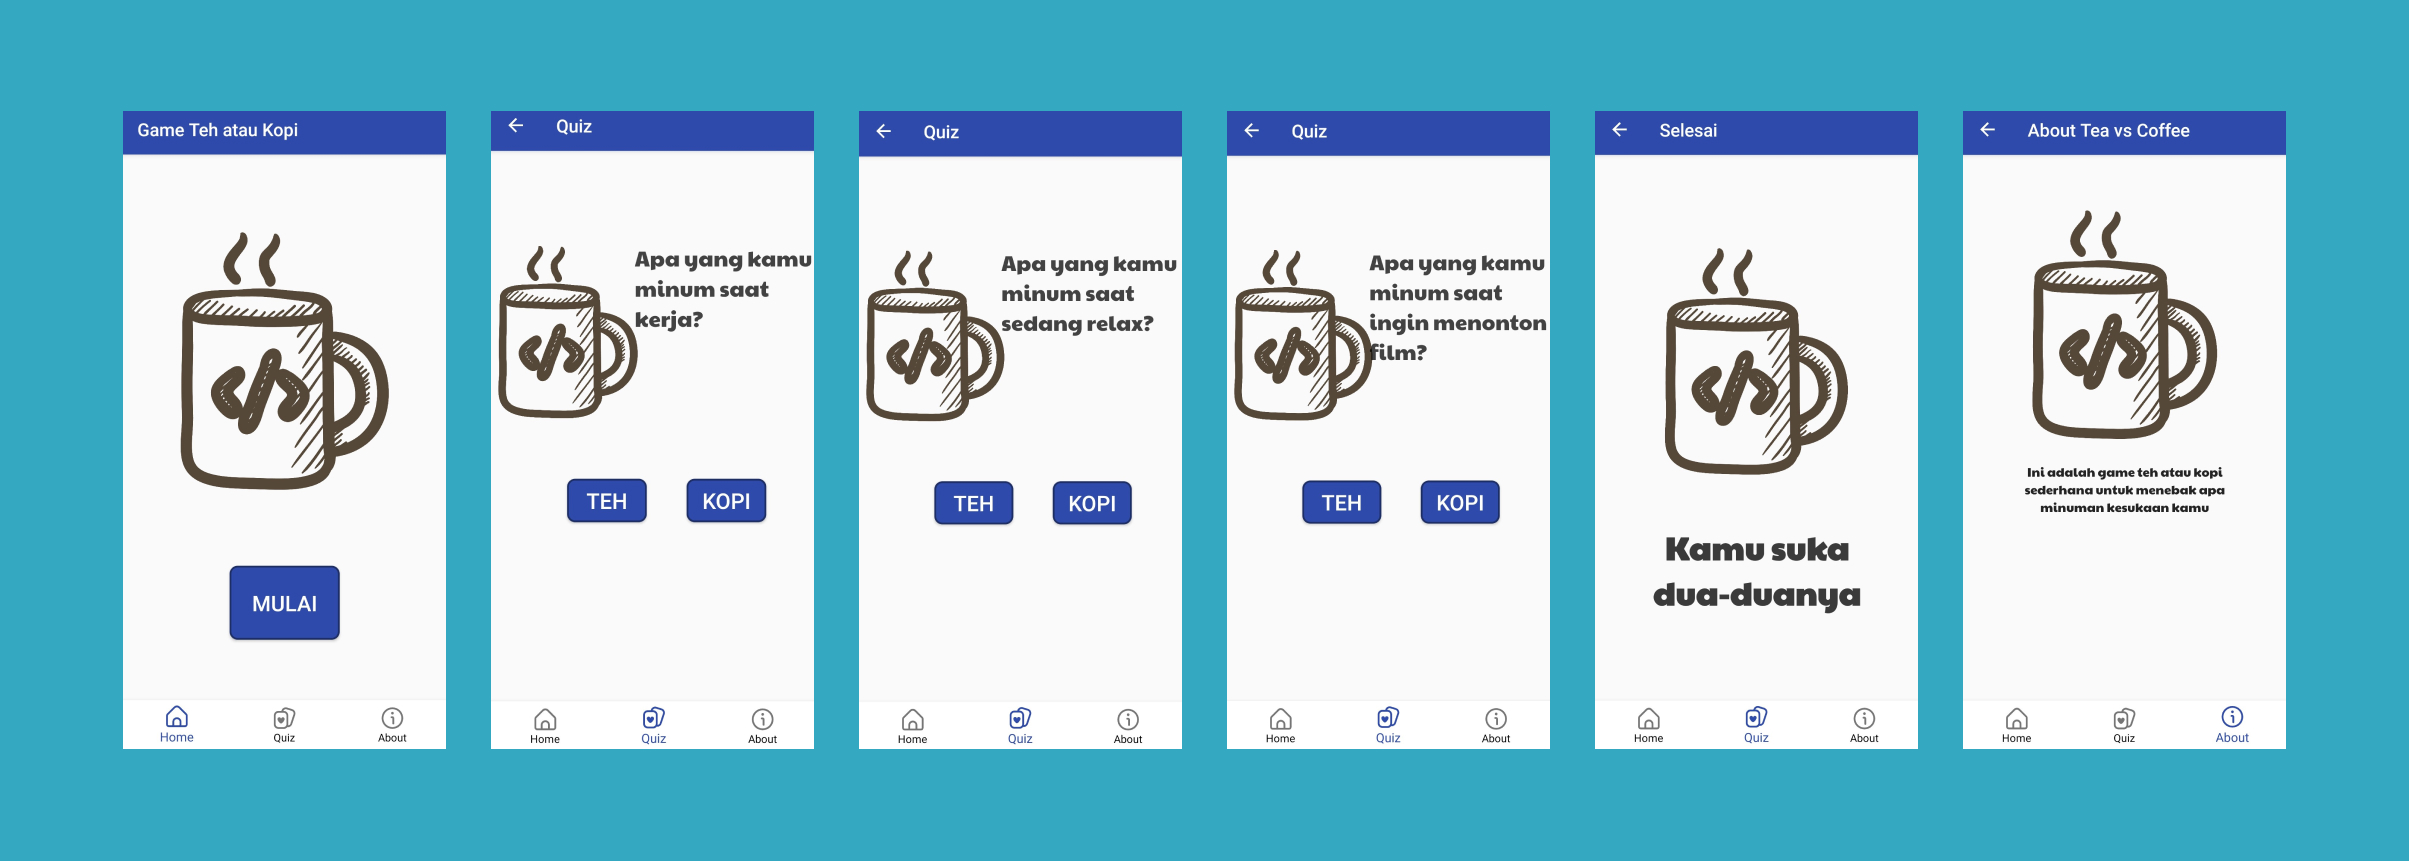 Game Teh atau Kopi
</>
MULAI
Home
Quiz
About
Quiz
</>
Apa yang kamu
minum saat
kerja?
TEH
KOPI
Home
Quiz
About
Quiz
</>
Apa yang kamu
minum saat
sedang relax?
TEH
KOPI
Home
Quiz
About
Quiz
</>
Apa yang kamu
minum saat
ingin menonton
film?
TEH
KOPI
Home
Quiz
About
Selesai
</>
Kamu suka
dua-duanya
Home
Quiz
About
About Tea vs Coffee
</>
Ini adalah game teh atau kopi
sederhana untuk menebak apa
minuman kesukaan kamu
Home
Quiz
About